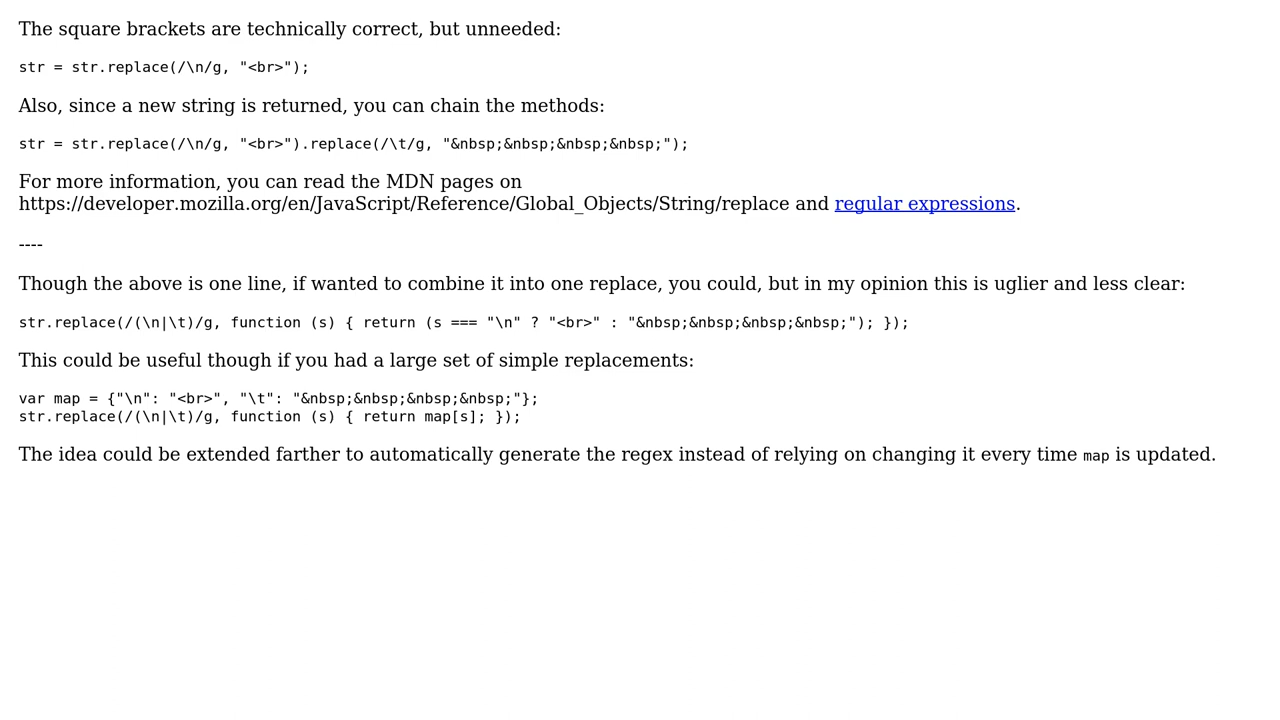 The square brackets are technically correct, but unneeded:
str = str.replace(/\n/g, "<br>");
Also, since a new string is returned, you can chain the methods:
str = str.replace(/\n/g, "<br>").replace(/\t/g, "&nbsp;&nbsp;&nbsp;&nbsp;");
For more information, you can read the MDN pages on
https://developer.mozilla.org/en/JavaScript/Reference/Global_Objects/String/replace and regular expressions.
----
Though the above is one line, if wanted to combine it into one replace, you could, but in my opinion this is uglier and less clear:
str.replace(/(\n|\t)/g, function (s) { return (s === "\n" ? "<br>" : "&nbsp;&nbsp;&nbsp;&nbsp;"); });
This could be useful though if you had a large set of simple replacements:
var map = {"\n": "<br>", "\t": "&nbsp;&nbsp;&nbsp;&nbsp;"};
str.replace(/(\n|\t)/g, function (s) { return map[s]; });
The idea could be extended farther to automatically generate the regex instead of relying on changing it every time map is updated.